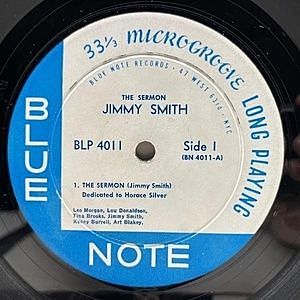 33⅓ MICROGROOVE LONG PLAYING
BLUE NOTE RECORDS · 47 WEST 63rd · NYC
THE SERMON
JIMMY SMITH
BLP 4011 Side 1
(BN 4011-A)
1. THE SERMON (Jimmy Smith)
Dedicated to Horace Silver
Lee Morgan, Lou Donaldson,
Tina Brooks, Jimmy Smith,
Kenny Burrell, Art Blakey.
BLUE
NOTE